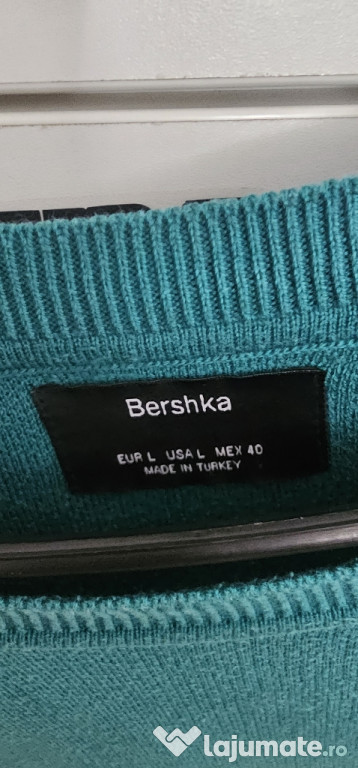 Bershka
EUR L USA L MEX 40
MADE IN TURKEY
lajumate.ro